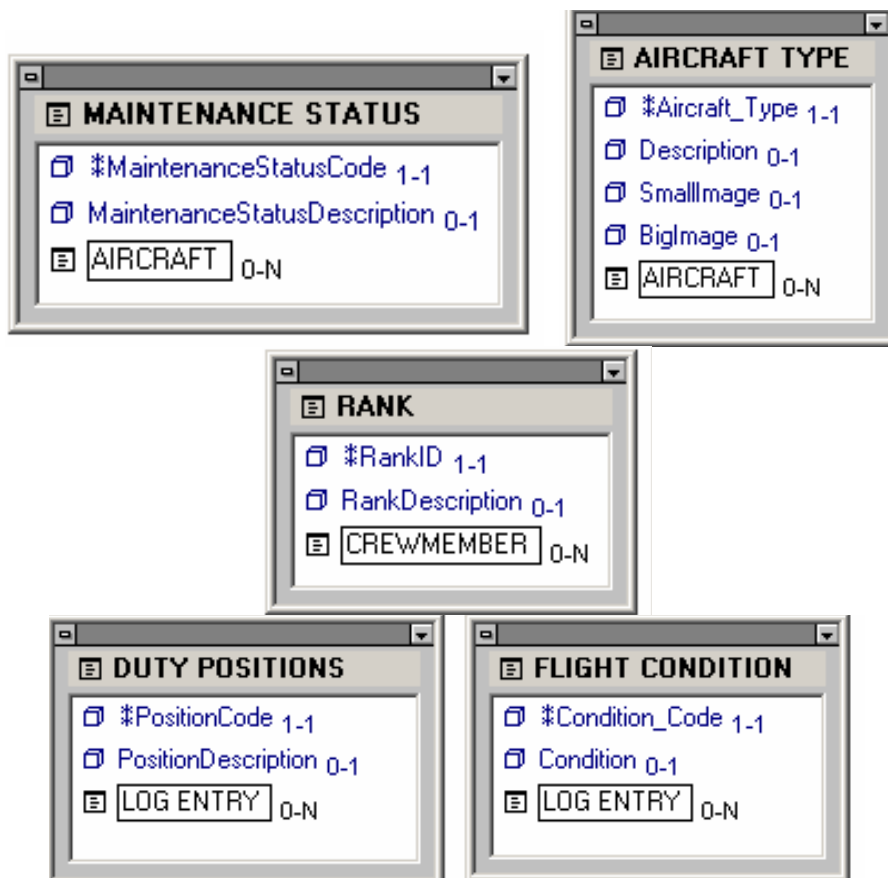 MAINTENANCE STATUS
⁑MaintenanceStatusCode 1-1
MaintenanceStatusDescription 0-1
AIRCRAFT 0-N
AIRCRAFT TYPE
⁑Aircraft_Type 1-1
Description 0-1
SmallImage 0-1
BigImage 0-1
AIRCRAFT 0-N
RANK
⁑RankID 1-1
RankDescription 0-1
CREWMEMBER 0-N
DUTY POSITIONS
⁑PositionCode 1-1
PositionDescription 0-1
LOG ENTRY 0-N
FLIGHT CONDITION
⁑Condition_Code 1-1
Condition 0-1
LOG ENTRY 0-N